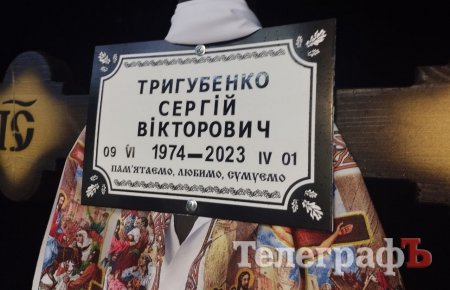 ТРИГУБЕНКО
СЕРГІЙ
ВІКТОРОВИЧ
09 VI 1974—2023 IV 01
ПАМ'ЯТАЄМО, ЛЮБИМО, СУМУЄМО
ТелеграфЪ